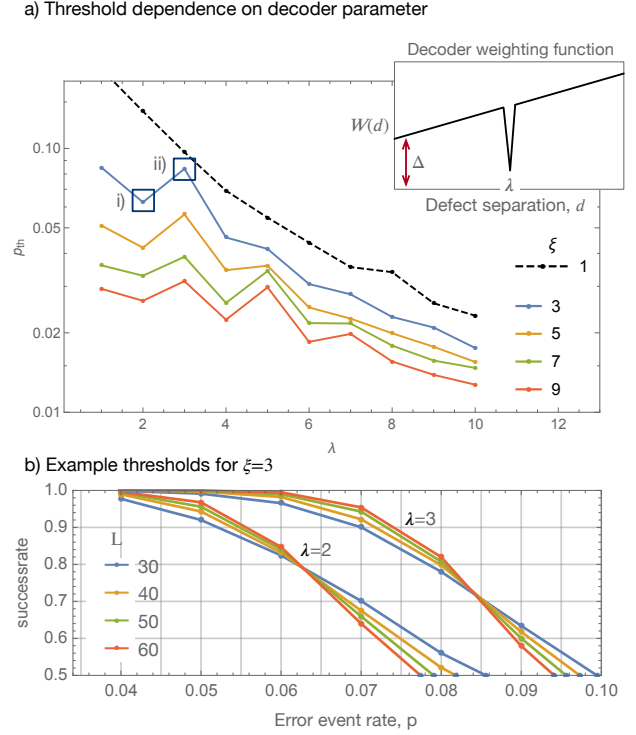 a) Threshold dependence on decoder parameter
Decoder weighting function
W(d)
Δ
λ
Defect separation, d
ii)
i)
0.10
0.05
0.02
0.01
p_th
2
4
6
8
10
12
λ
ξ
1
3
5
7
9
b) Example thresholds for ξ=3
1.0
0.9
0.8
0.7
0.6
0.5
successrate
L
30
40
50
60
λ=2
λ=3
0.04
0.05
0.06
0.07
0.08
0.09
0.10
Error event rate, p